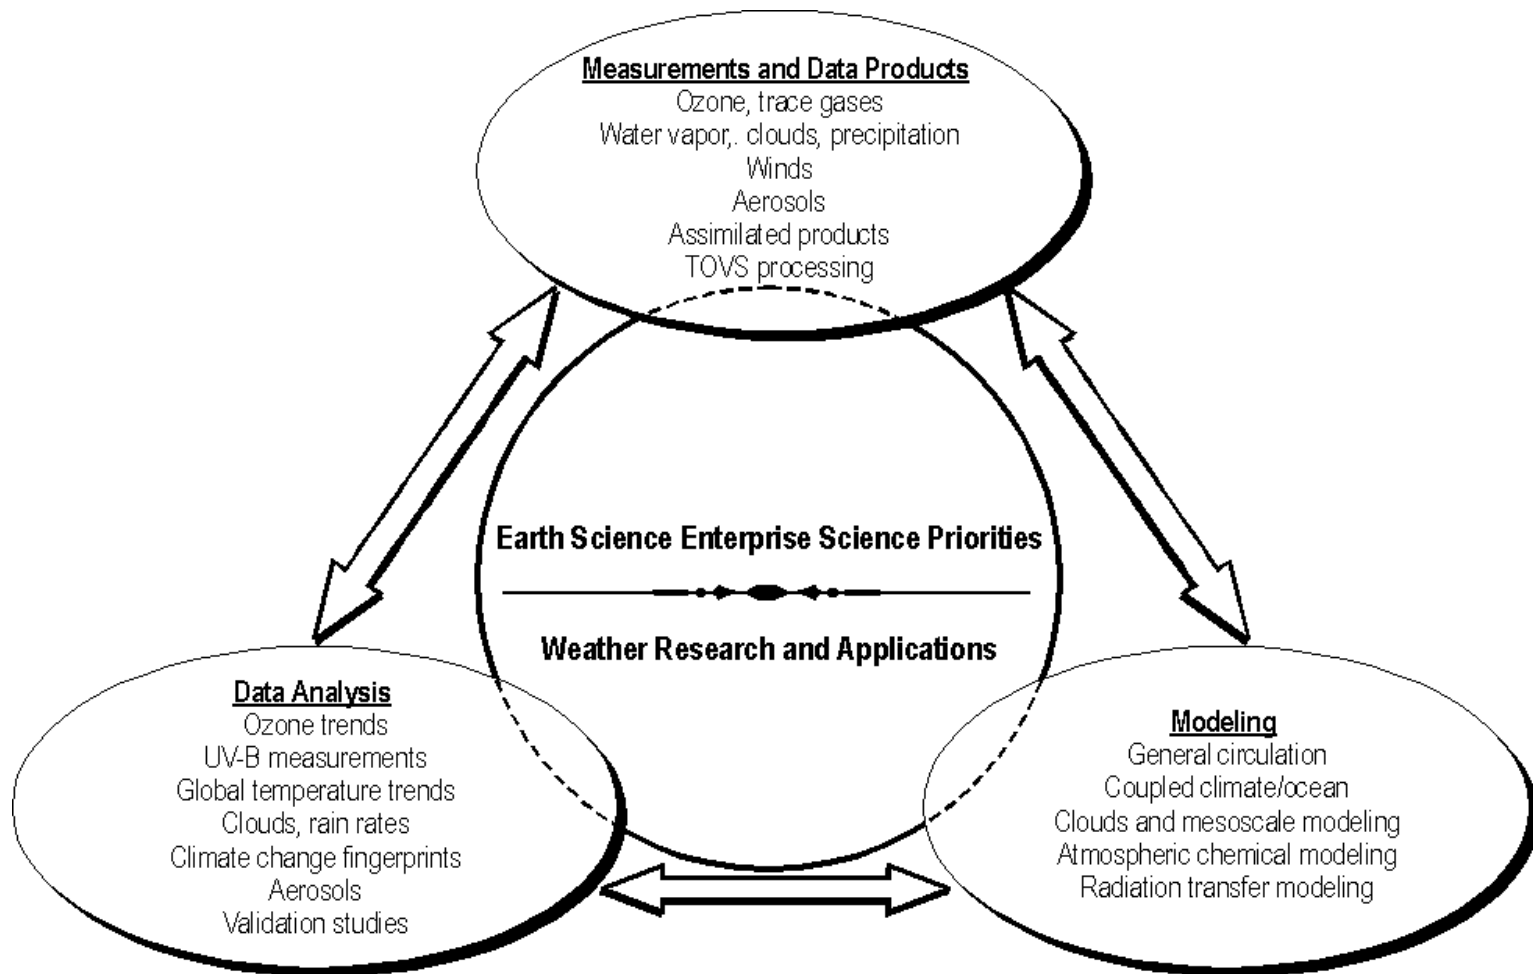 Measurements and Data Products
Ozone, trace gases
Water vapor,. clouds, precipitation
Winds
Aerosols
Assimilated products
TOVS processing
Earth Science Enterprise Science Priorities
Weather Research and Applications
Data Analysis
Ozone trends
UV-B measurements
Global temperature trends
Clouds, rain rates
Climate change fingerprints
Aerosols
Validation studies
Modeling
General circulation
Coupled climate/ocean
Clouds and mesoscale modeling
Atmospheric chemical modeling
Radiation transfer modeling